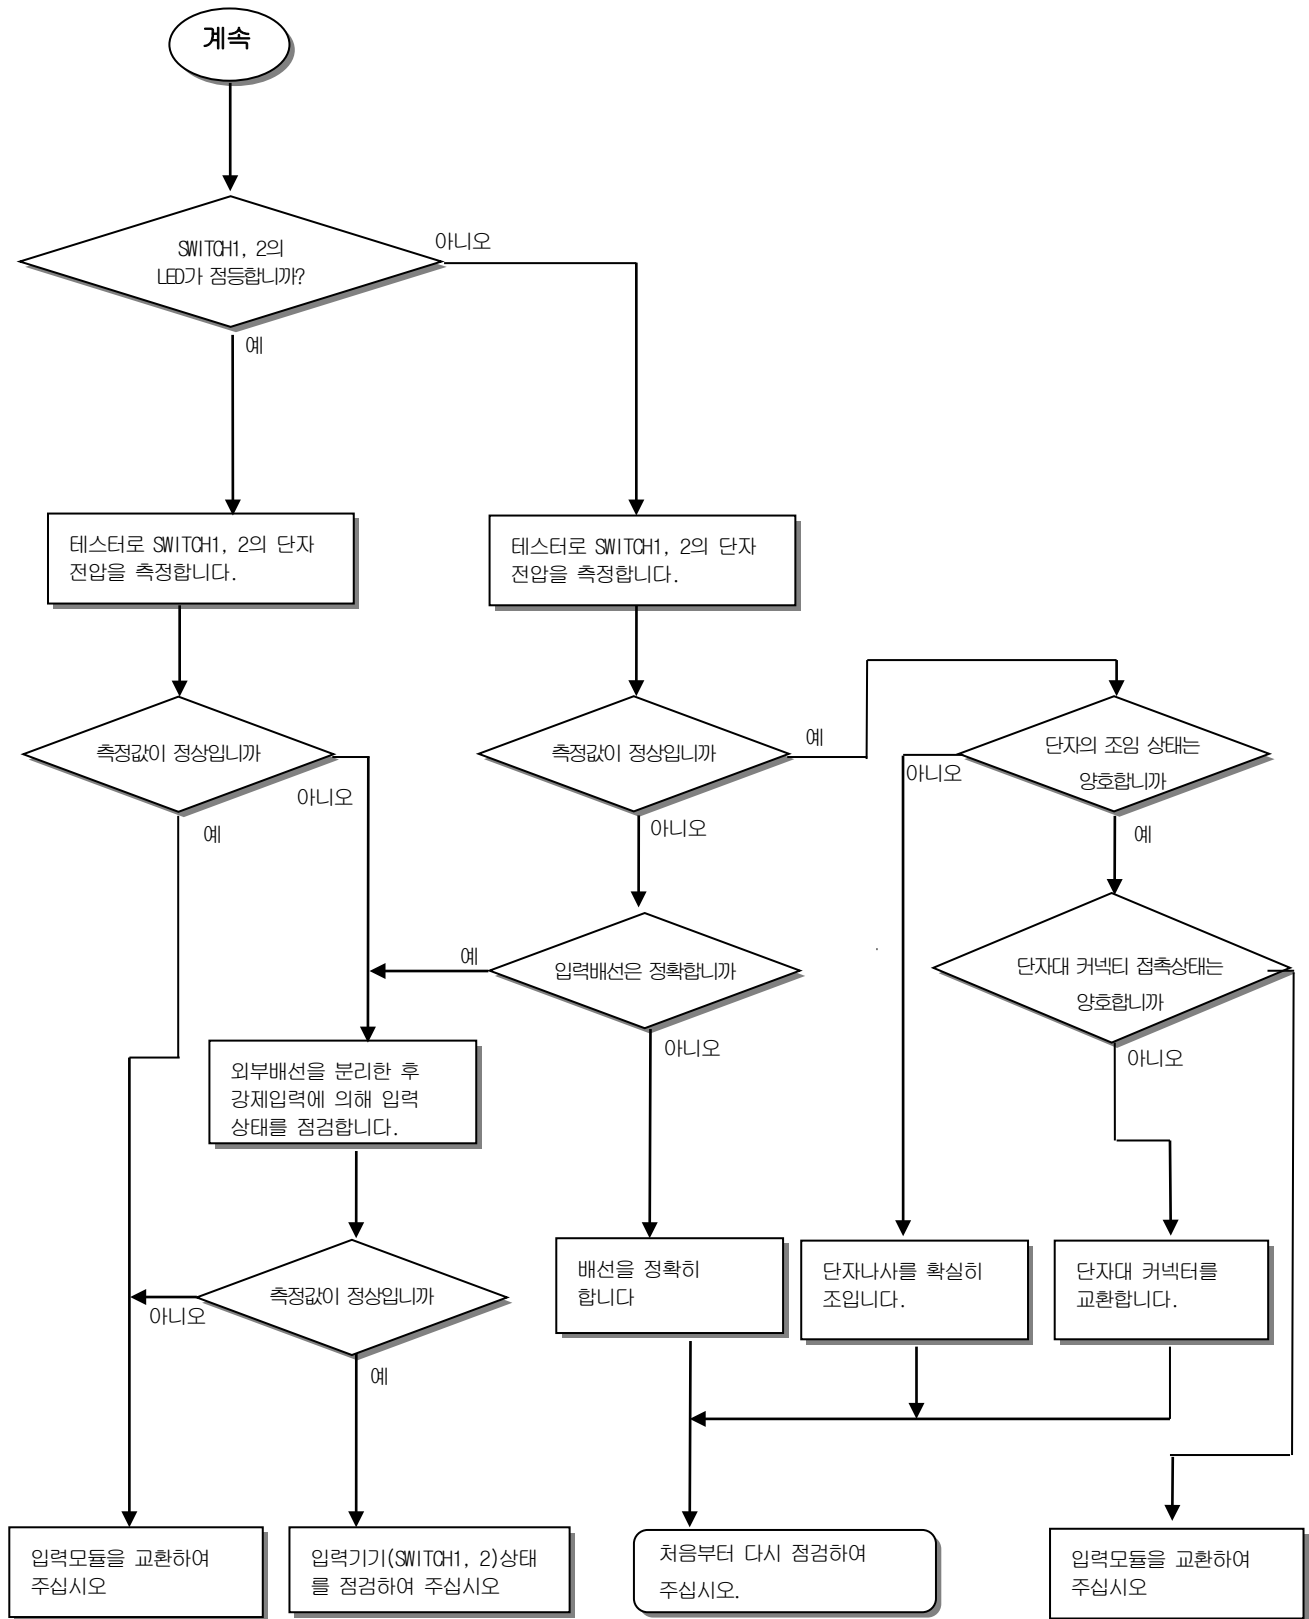 계속
SWITCH1, 2의
LED가 점등합니까?
아니오
예
테스터로 SWITCH1, 2의 단자
전압을 측정합니다.
테스터로 SWITCH1, 2의 단자
전압을 측정합니다.
측정값이 정상입니까
아니오
예
측정값이 정상입니까
예
아니오
단자의 조임 상태는
양호합니까
아니오
예
입력배선은 정확합니까
예
아니오
단자대 커넥티 접촉상태는
양호합니까
아니오
외부배선을 분리한 후
강제입력에 의해 입력
상태를 점검합니다.
측정값이 정상입니까
아니오
예
배선을 정확히
합니다
단자나사를 확실히
조입니다.
단자대 커넥터를
교환합니다.
입력모듈을 교환하여
주십시오
입력기기(SWITCH1, 2)상태
를 점검하여 주십시오
처음부터 다시 점검하여
주십시오.
입력모듈을 교환하여
주십시오